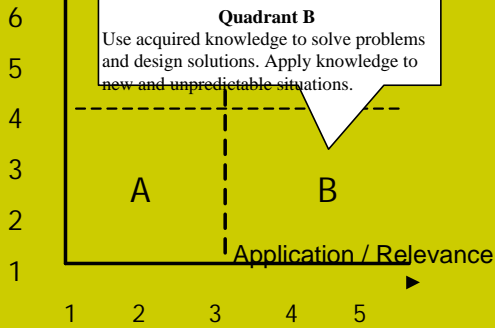 6
Quadrant B
Use acquired knowledge to solve problems
and design solutions. Apply knowledge to
new and unpredictable situations.
5
4
3
A B
2
Application / Relevance
1
1 2 3 4 5